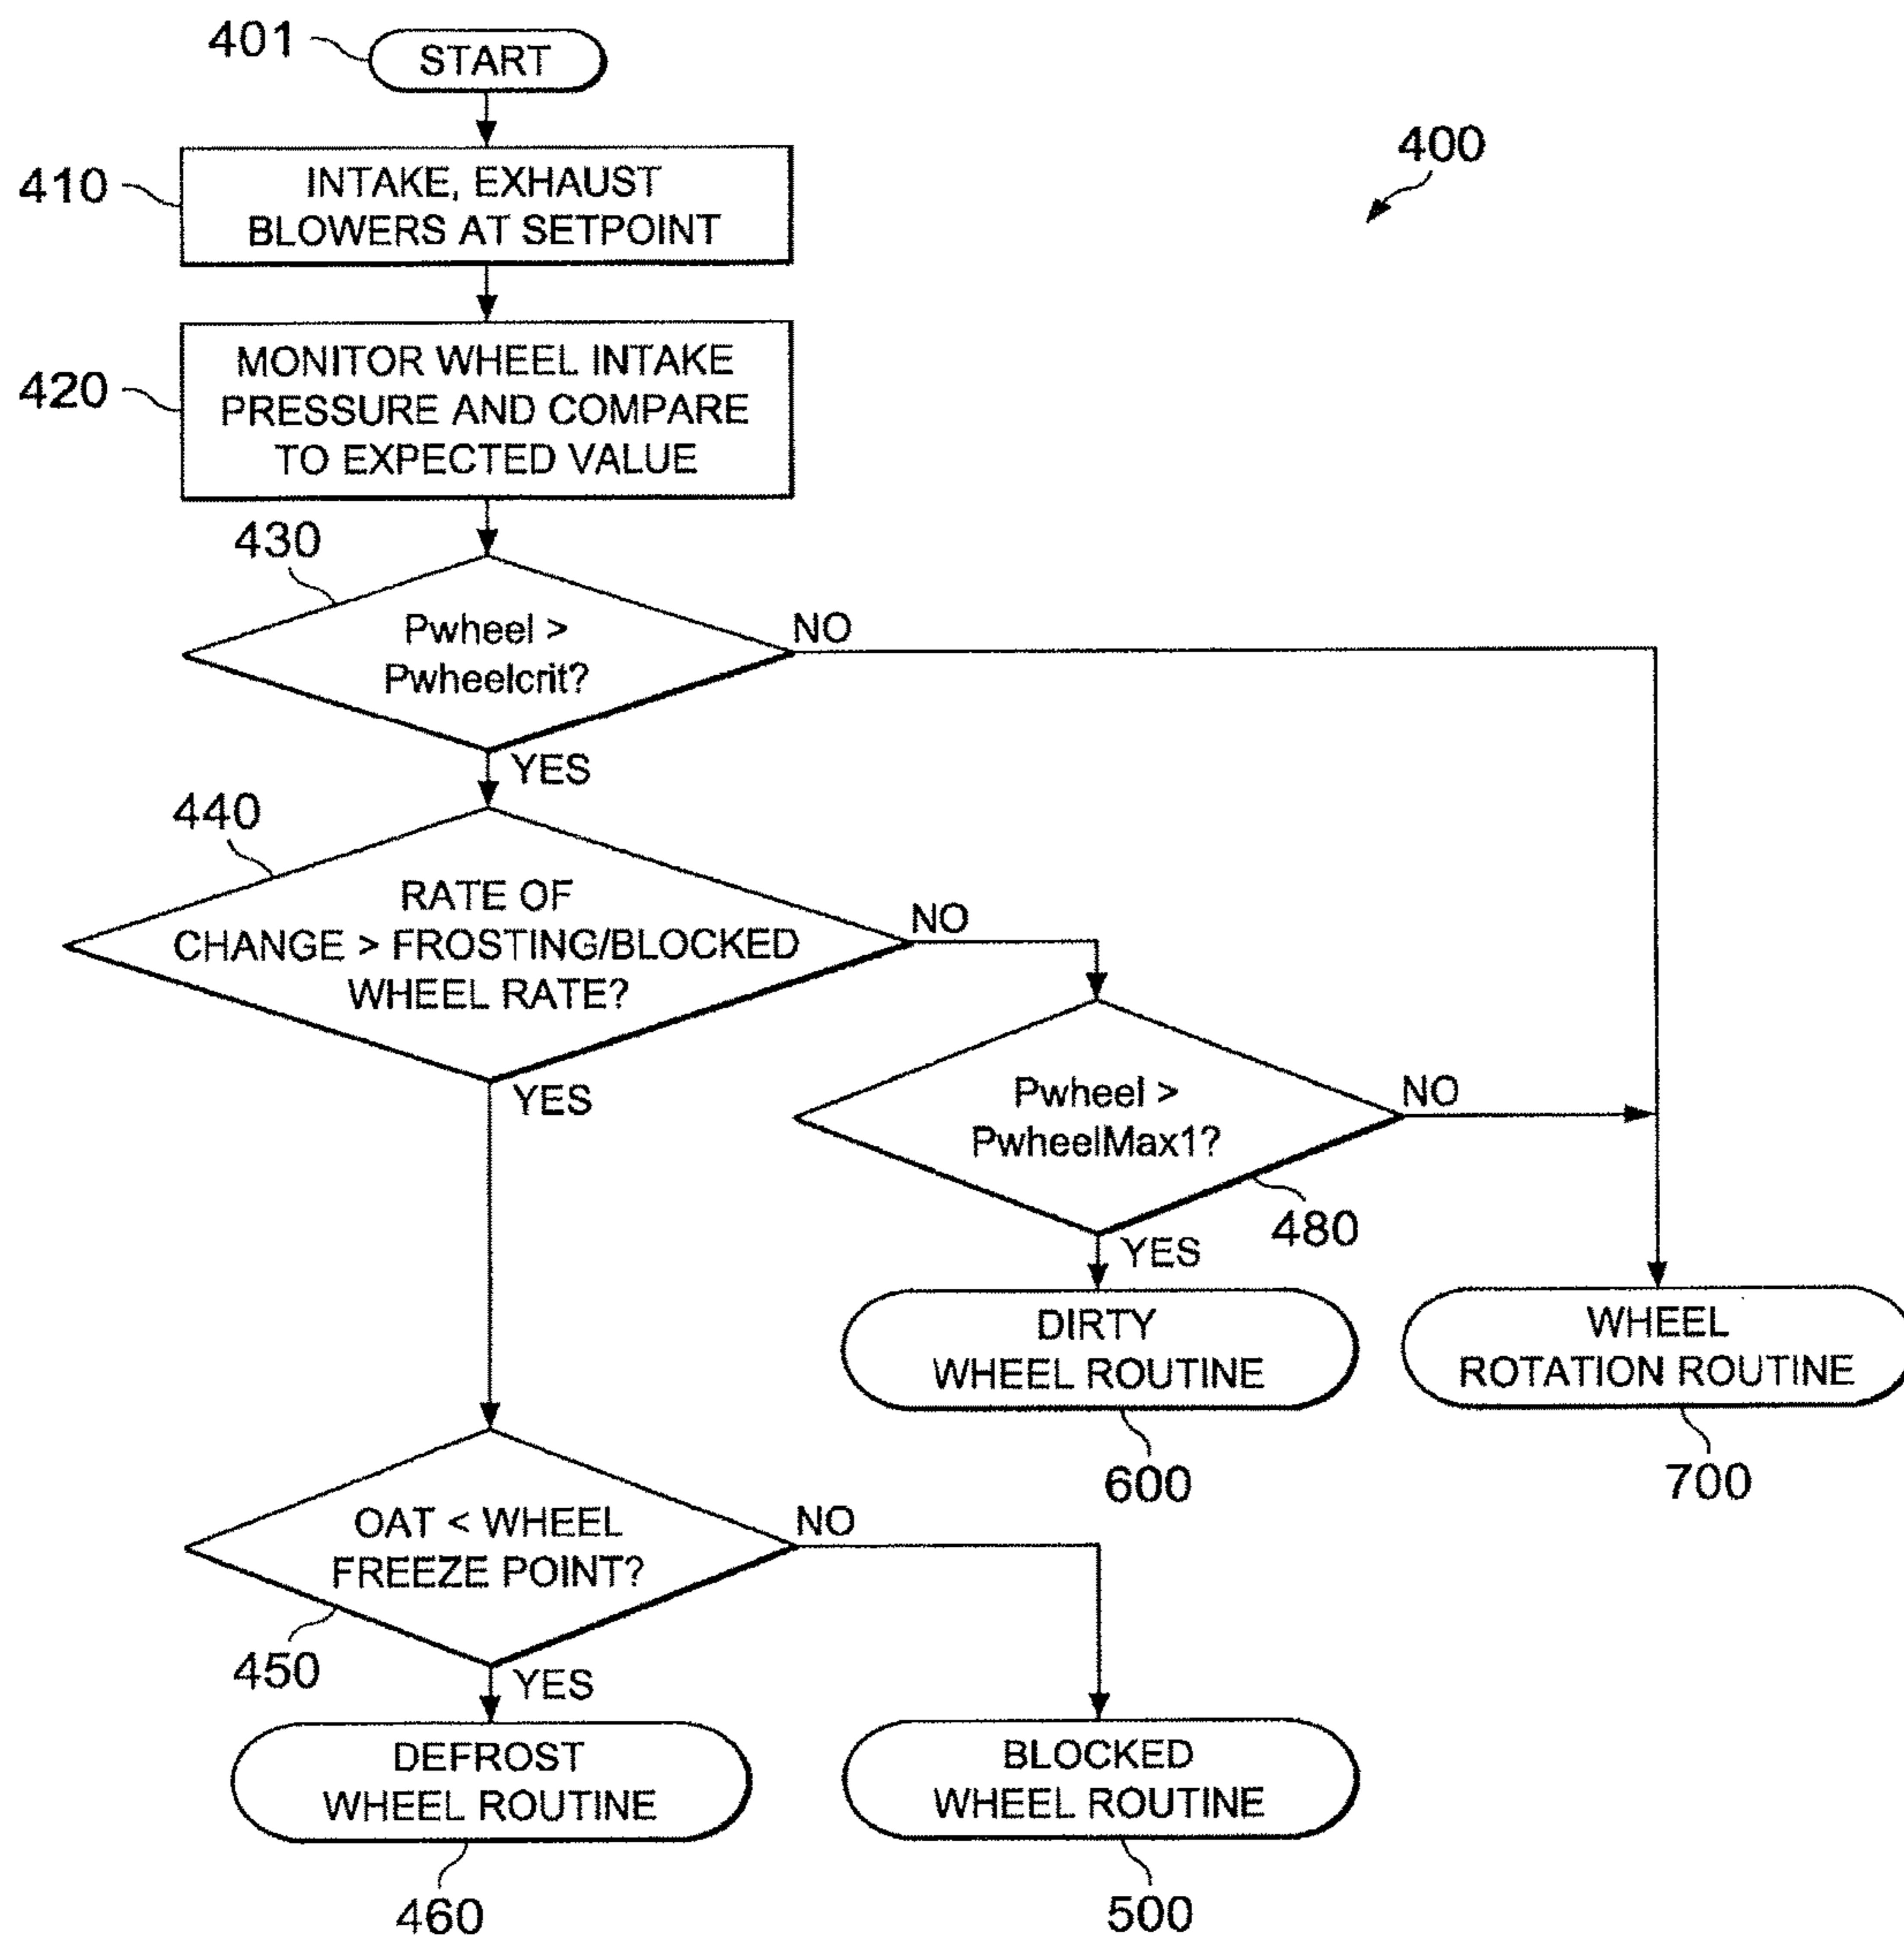 401
START
400
410
INTAKE, EXHAUST
BLOWERS AT SETPOINT
420
MONITOR WHEEL INTAKE
PRESSURE AND COMPARE
TO EXPECTED VALUE
430
Pwheel >
Pwheelcrit?
NO
YES
440
RATE OF
CHANGE > FROSTING/BLOCKED
WHEEL RATE?
NO
YES
Pwheel >
PwheelMax1?
NO
480
YES
DIRTY
WHEEL ROUTINE
600
WHEEL
ROTATION ROUTINE
700
OAT < WHEEL
FREEZE POINT?
NO
450
YES
DEFROST
WHEEL ROUTINE
460
BLOCKED
WHEEL ROUTINE
500